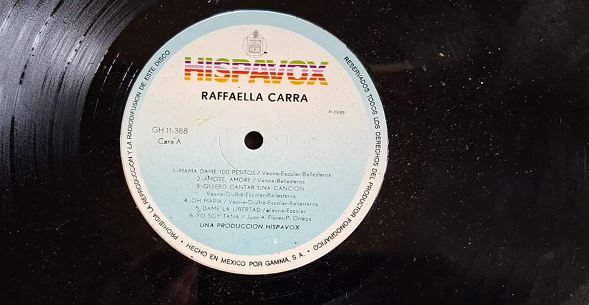 HISPAVOX
RAFFAELLA CARRA
P-1981
GH 11-388
Cara A
1-MAMA DAME 100 PESITOS / Vaona-Escolar-Ballesteros
2-AMORE, AMORE / Vaona-Ballesteros
3-QUIERO CANTAR UNA CANCION
Vaona-Giuffré-Escolar-Ballesteros
4-OH MARIA / Vaona-Giuffré-Escolar-Ballesteros
5-DAME LA LIBERTAD / Vaona-Escolar
6-YO SOY TANA / Juan A. Flores-P. Ortega
UNA PRODUCCION HISPAVOX
RESERVADOS TODOS LOS DERECHOS DEL PRODUCTOR FONOGRAFICO • HECHO EN MEXICO POR GAMMA, S.A. • PROHIBIDA LA REPRODUCCION Y LA RADIODIFUSION DE ESTE DISCO